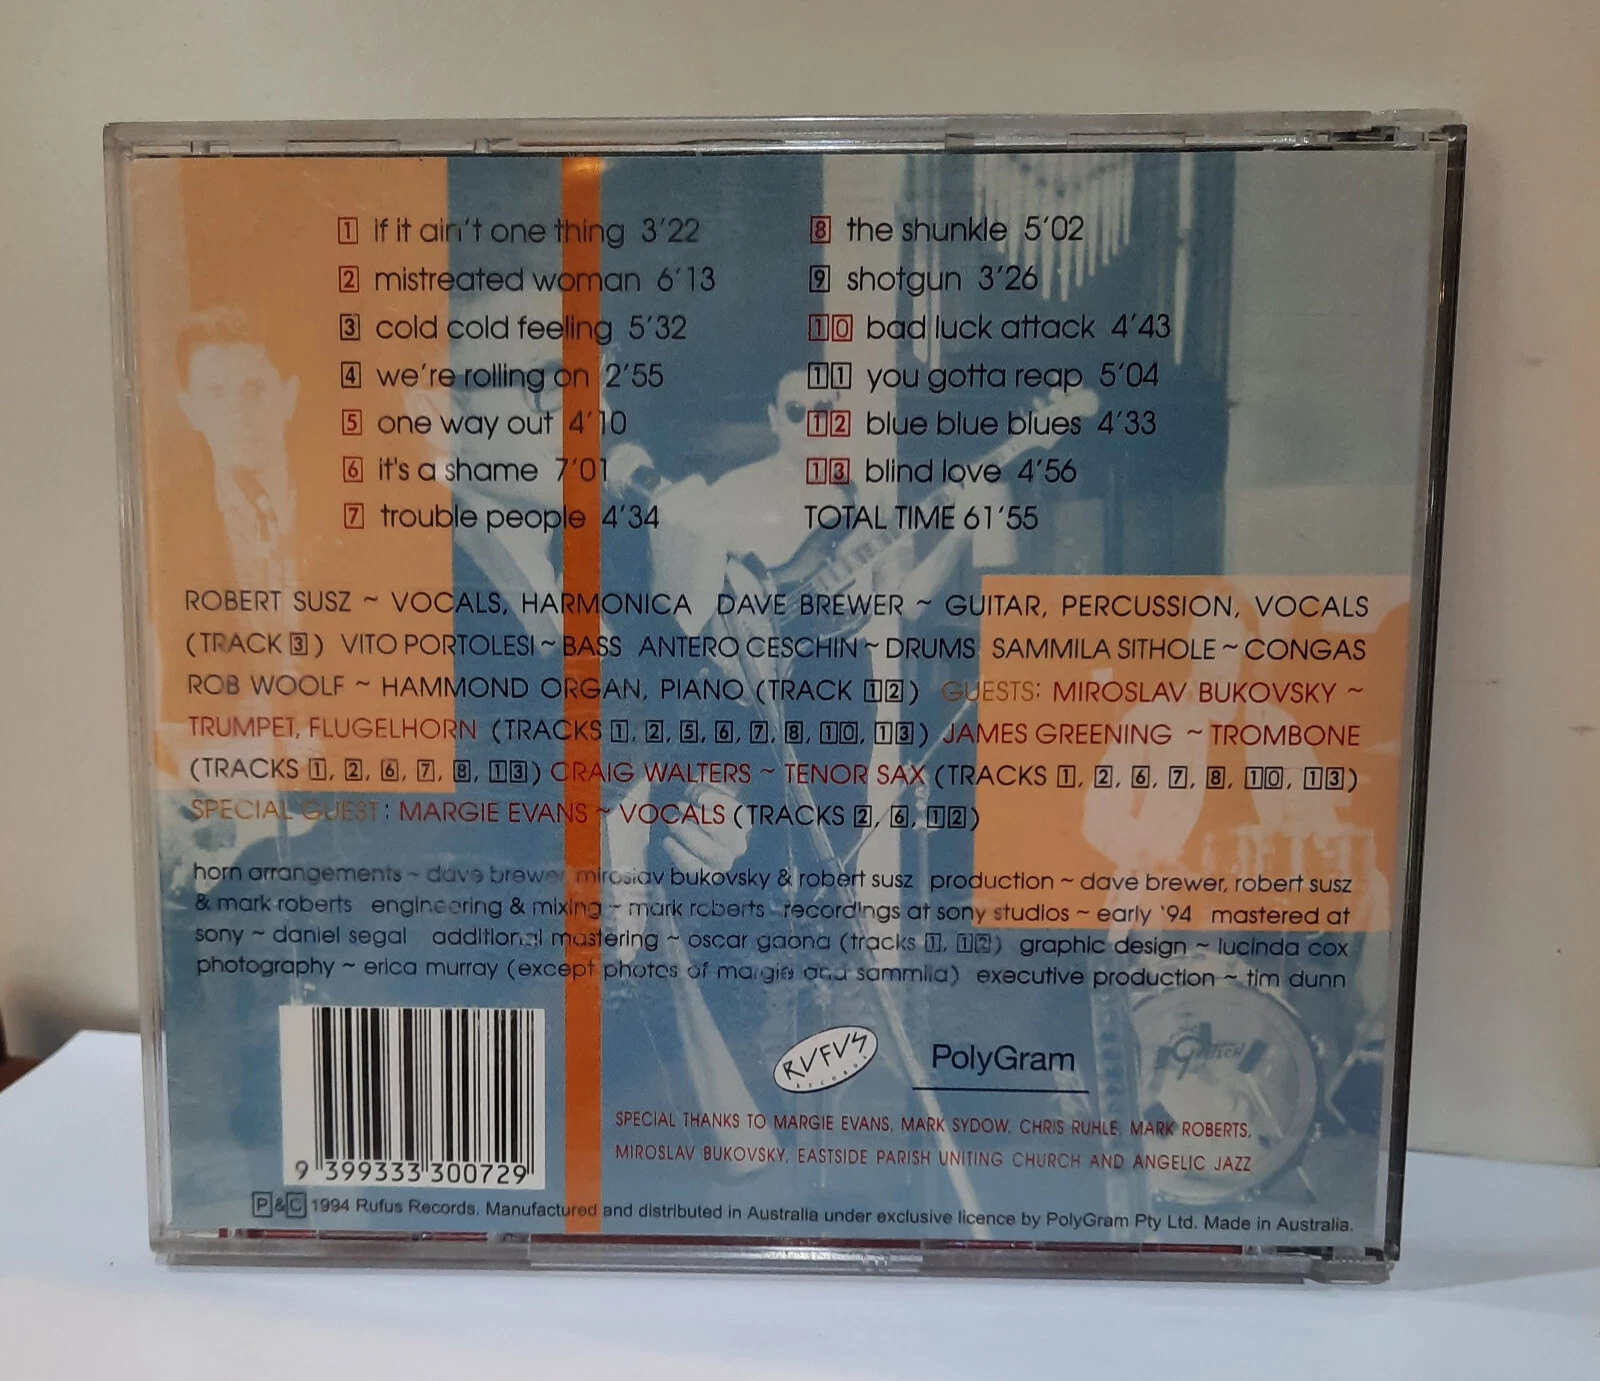 1 if it ain't one thing 3'22
2 mistreated woman 6'13
3 cold cold feeling 5'32
4 we're rolling on 2'55
5 one way out 4'10
6 it's a shame 7'01
7 trouble people 4'34
8 the shunkle 5'02
9 shotgun 3'26
10 bad luck attack 4'43
11 you gotta reap 5'04
12 blue blue blues 4'33
13 blind love 4'56
TOTAL TIME 61'55
ROBERT SUSZ ~ VOCALS, HARMONICA DAVE BREWER ~ GUITAR, PERCUSSION, VOCALS
(TRACK 3) VITO PORTOLESI ~ BASS ANTERO CESCHIN ~ DRUMS SAMMILA SITHOLE ~ CONGAS
ROB WOOLF ~ HAMMOND ORGAN, PIANO (TRACK 12) GUESTS: MIROSLAV BUKOVSKY ~
TRUMPET, FLUGELHORN (TRACKS 1, 2, 5, 6, 7, 8, 10, 13) JAMES GREENING ~ TROMBONE
(TRACKS 1, 2, 6, 7, 8, 13) CRAIG WALTERS ~ TENOR SAX (TRACKS 1, 2, 6, 7, 8, 10, 13)
SPECIAL GUEST: MARGIE EVANS ~ VOCALS (TRACKS 2, 6, 12)
horn arrangements ~ dave brewer, miroslav bukovsky & robert susz production ~ dave brewer, robert susz
& mark roberts engineering & mixing ~ mark roberts recordings at sony studios ~ early '94 mastered at
sony ~ daniel segal additional mastering ~ oscar gaona (tracks 1, 12) graphic design ~ lucinda cox
photography ~ erica murray (except photos of margie and sammila) executive production ~ tim dunn
RUFUS
RECORDS
PolyGram
GRETSCH
SPECIAL THANKS TO MARGIE EVANS, MARK SYDOW, CHRIS RUHLE, MARK ROBERTS,
MIROSLAV BUKOVSKY, EASTSIDE PARISH UNITING CHURCH AND ANGELIC JAZZ
9 399333 300729
P & C 1994 Rufus Records. Manufactured and distributed in Australia under exclusive licence by PolyGram Pty Ltd. Made in Australia.